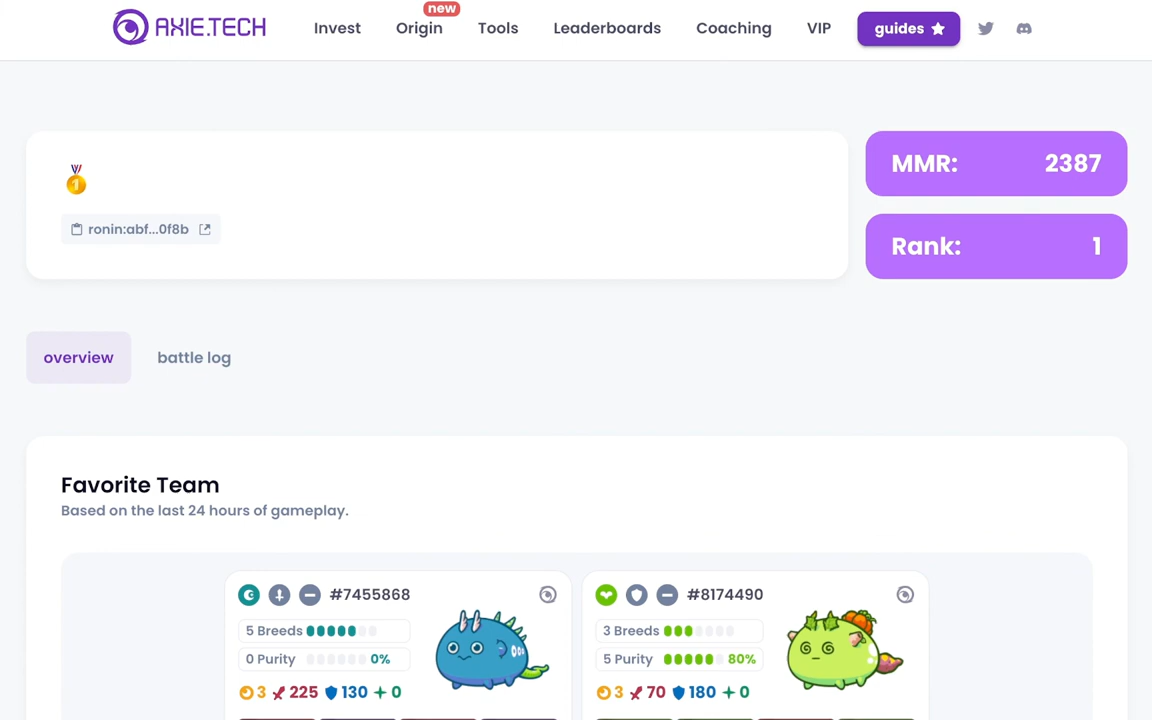 AXIE.TECH
Invest
Origin
new
Tools
Leaderboards
Coaching
VIP
guides
1
ronin:abf...0f8b
MMR: 2387
Rank: 1
overview
battle log
Favorite Team
Based on the last 24 hours of gameplay.
#7455868
5 Breeds
0 Purity 0%
3 225 130 0
#8174490
3 Breeds
5 Purity 80%
3 70 180 0